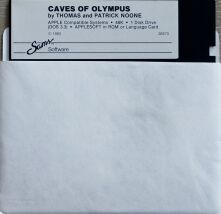 CAVES OF OLYMPUS
by THOMAS and PATRICK NOONE
APPLE Compatible Systems • 48K • 1 Disk Drive
(DOS 3.3) • APPLESOFT in ROM or Language Card
Sams
Software